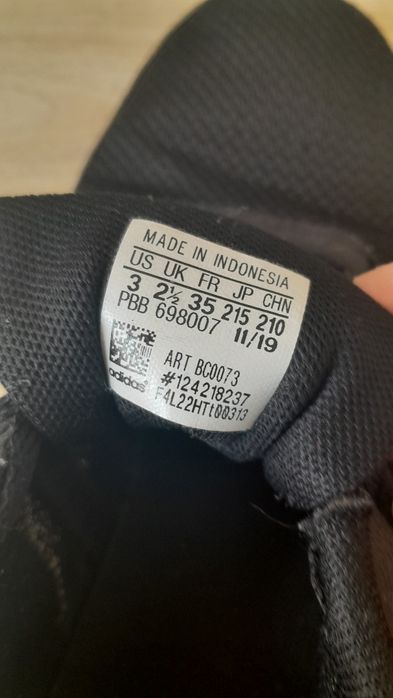 MADE IN INDONESIA
US UK FR JP CHN
3 2½ 35 215 210
PBB 698007 11/19
ART BC0073
#124218237
F4L22HTt00313
adidas